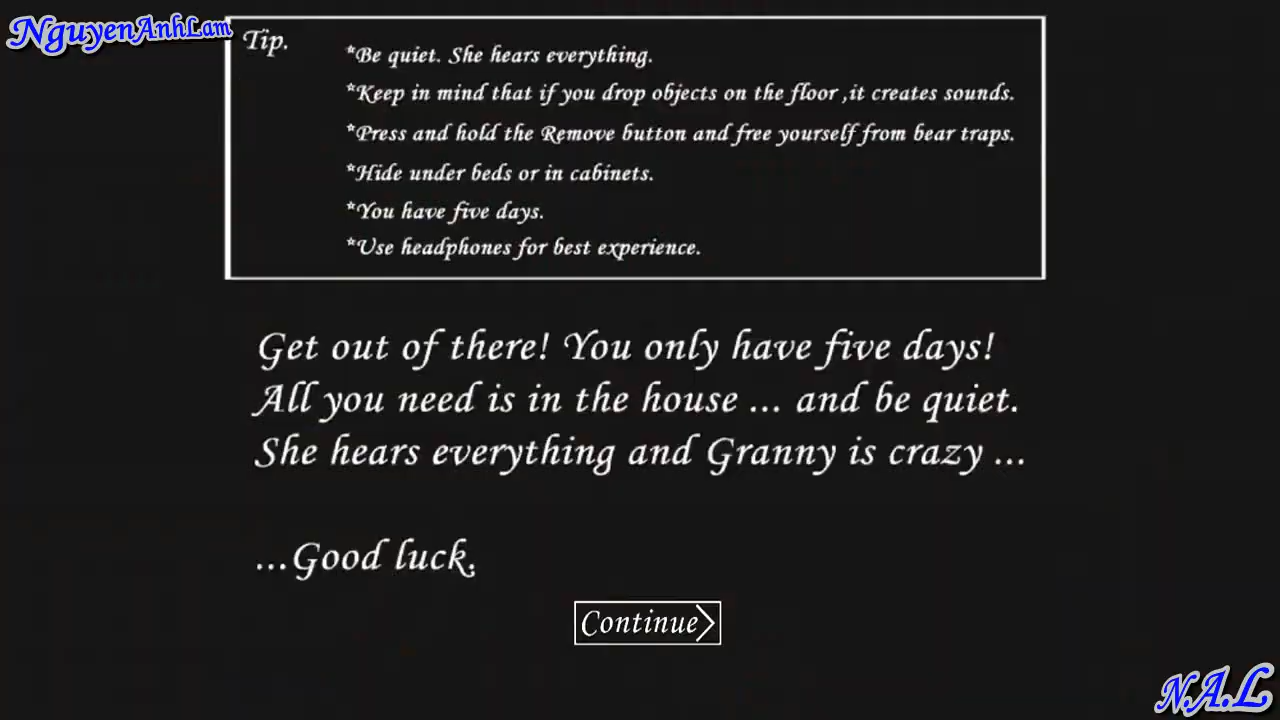 NguyenAnhLam
Tip.
*Be quiet. She hears everything.
*Keep in mind that if you drop objects on the floor ,it creates sounds.
*Press and hold the Remove button and free yourself from bear traps.
*Hide under beds or in cabinets.
*You have five days.
*Use headphones for best experience.
Get out of there! You only have five days!
All you need is in the house ... and be quiet.
She hears everything and Granny is crazy ...
...Good luck.
Continue>
N.A.L